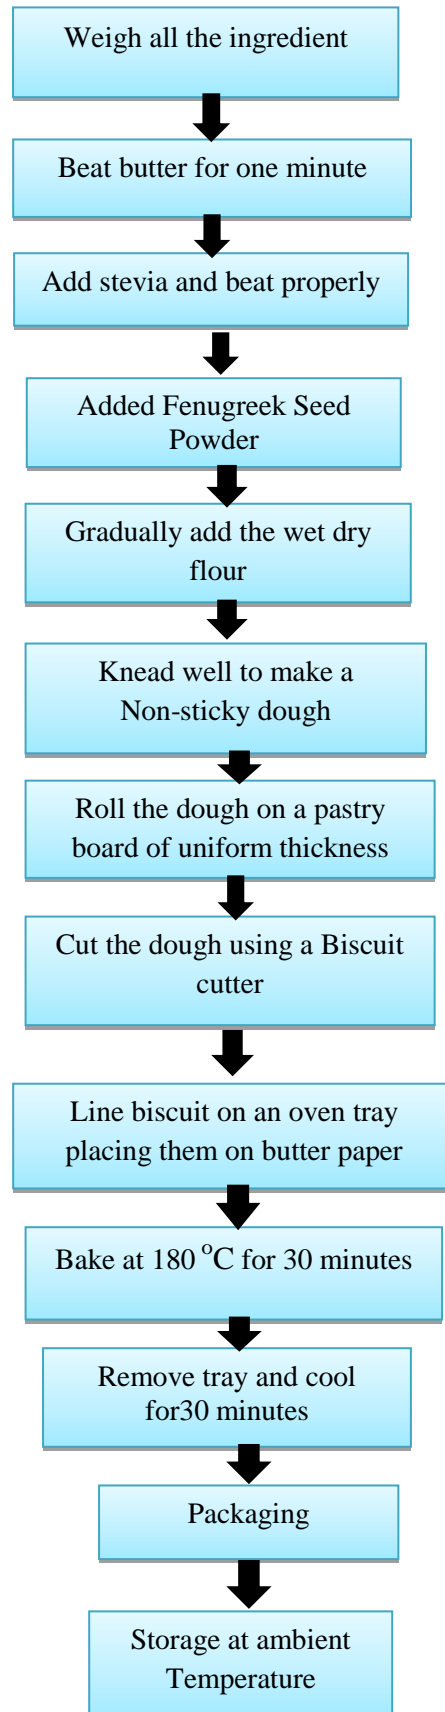 Weigh all the ingredient
Beat butter for one minute
Add stevia and beat properly
Added Fenugreek Seed
Powder
Gradually add the wet dry
flour
Knead well to make a
Non-sticky dough
Roll the dough on a pastry
board of uniform thickness
Cut the dough using a Biscuit
cutter
Line biscuit on an oven tray
placing them on butter paper
Bake at 180 °C for 30 minutes
Remove tray and cool
for30 minutes
Packaging
Storage at ambient
Temperature